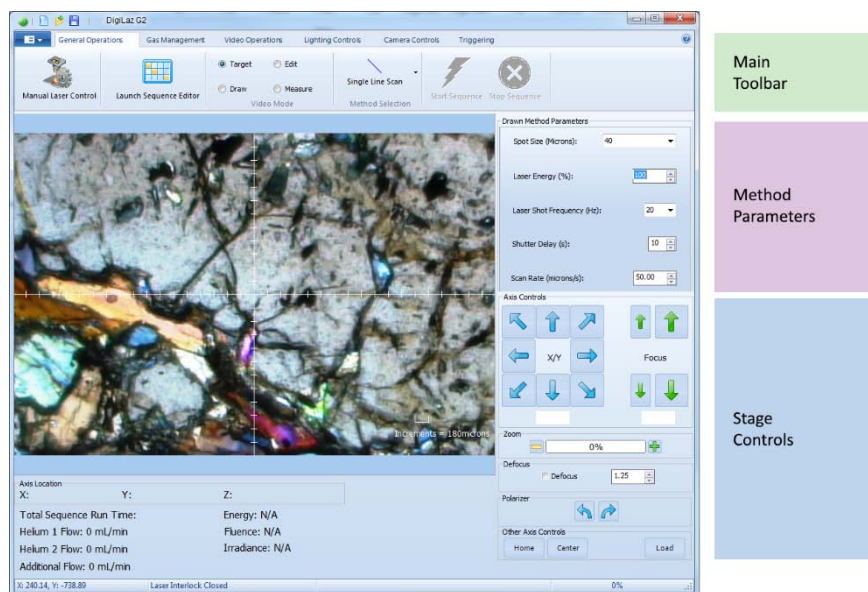 DigiLaz G2
General Operations Gas Management Video Operations Lighting Controls Camera Controls Triggering
Manual Laser Control
Launch Sequence Editor
Target Edit
Draw Measure
Video Mode
Single Line Scan
Method Selection
Start Sequence Stop Sequence
Main
Toolbar
Drawn Method Parameters
Spot Size (Microns): 40
Laser Energy (%): 100
Laser Shot Frequency (Hz): 20
Shutter Delay (s): 10
Scan Rate (microns/s): 50.00
Method
Parameters
Axis Controls
X/Y
Focus
Increments = 180microns
Zoom
0%
Defocus
Defocus 1.25
Polarizer
Other Axis Controls
Home Center Load
Stage
Controls
Axis Location
X: Y: Z:
Total Sequence Run Time: Energy: N/A
Helium 1 Flow: 0 mL/min Fluence: N/A
Helium 2 Flow: 0 mL/min Irradiance: N/A
Additional Flow: 0 mL/min
X: 240.14, Y: -738.89 Laser Interlock Closed 0%